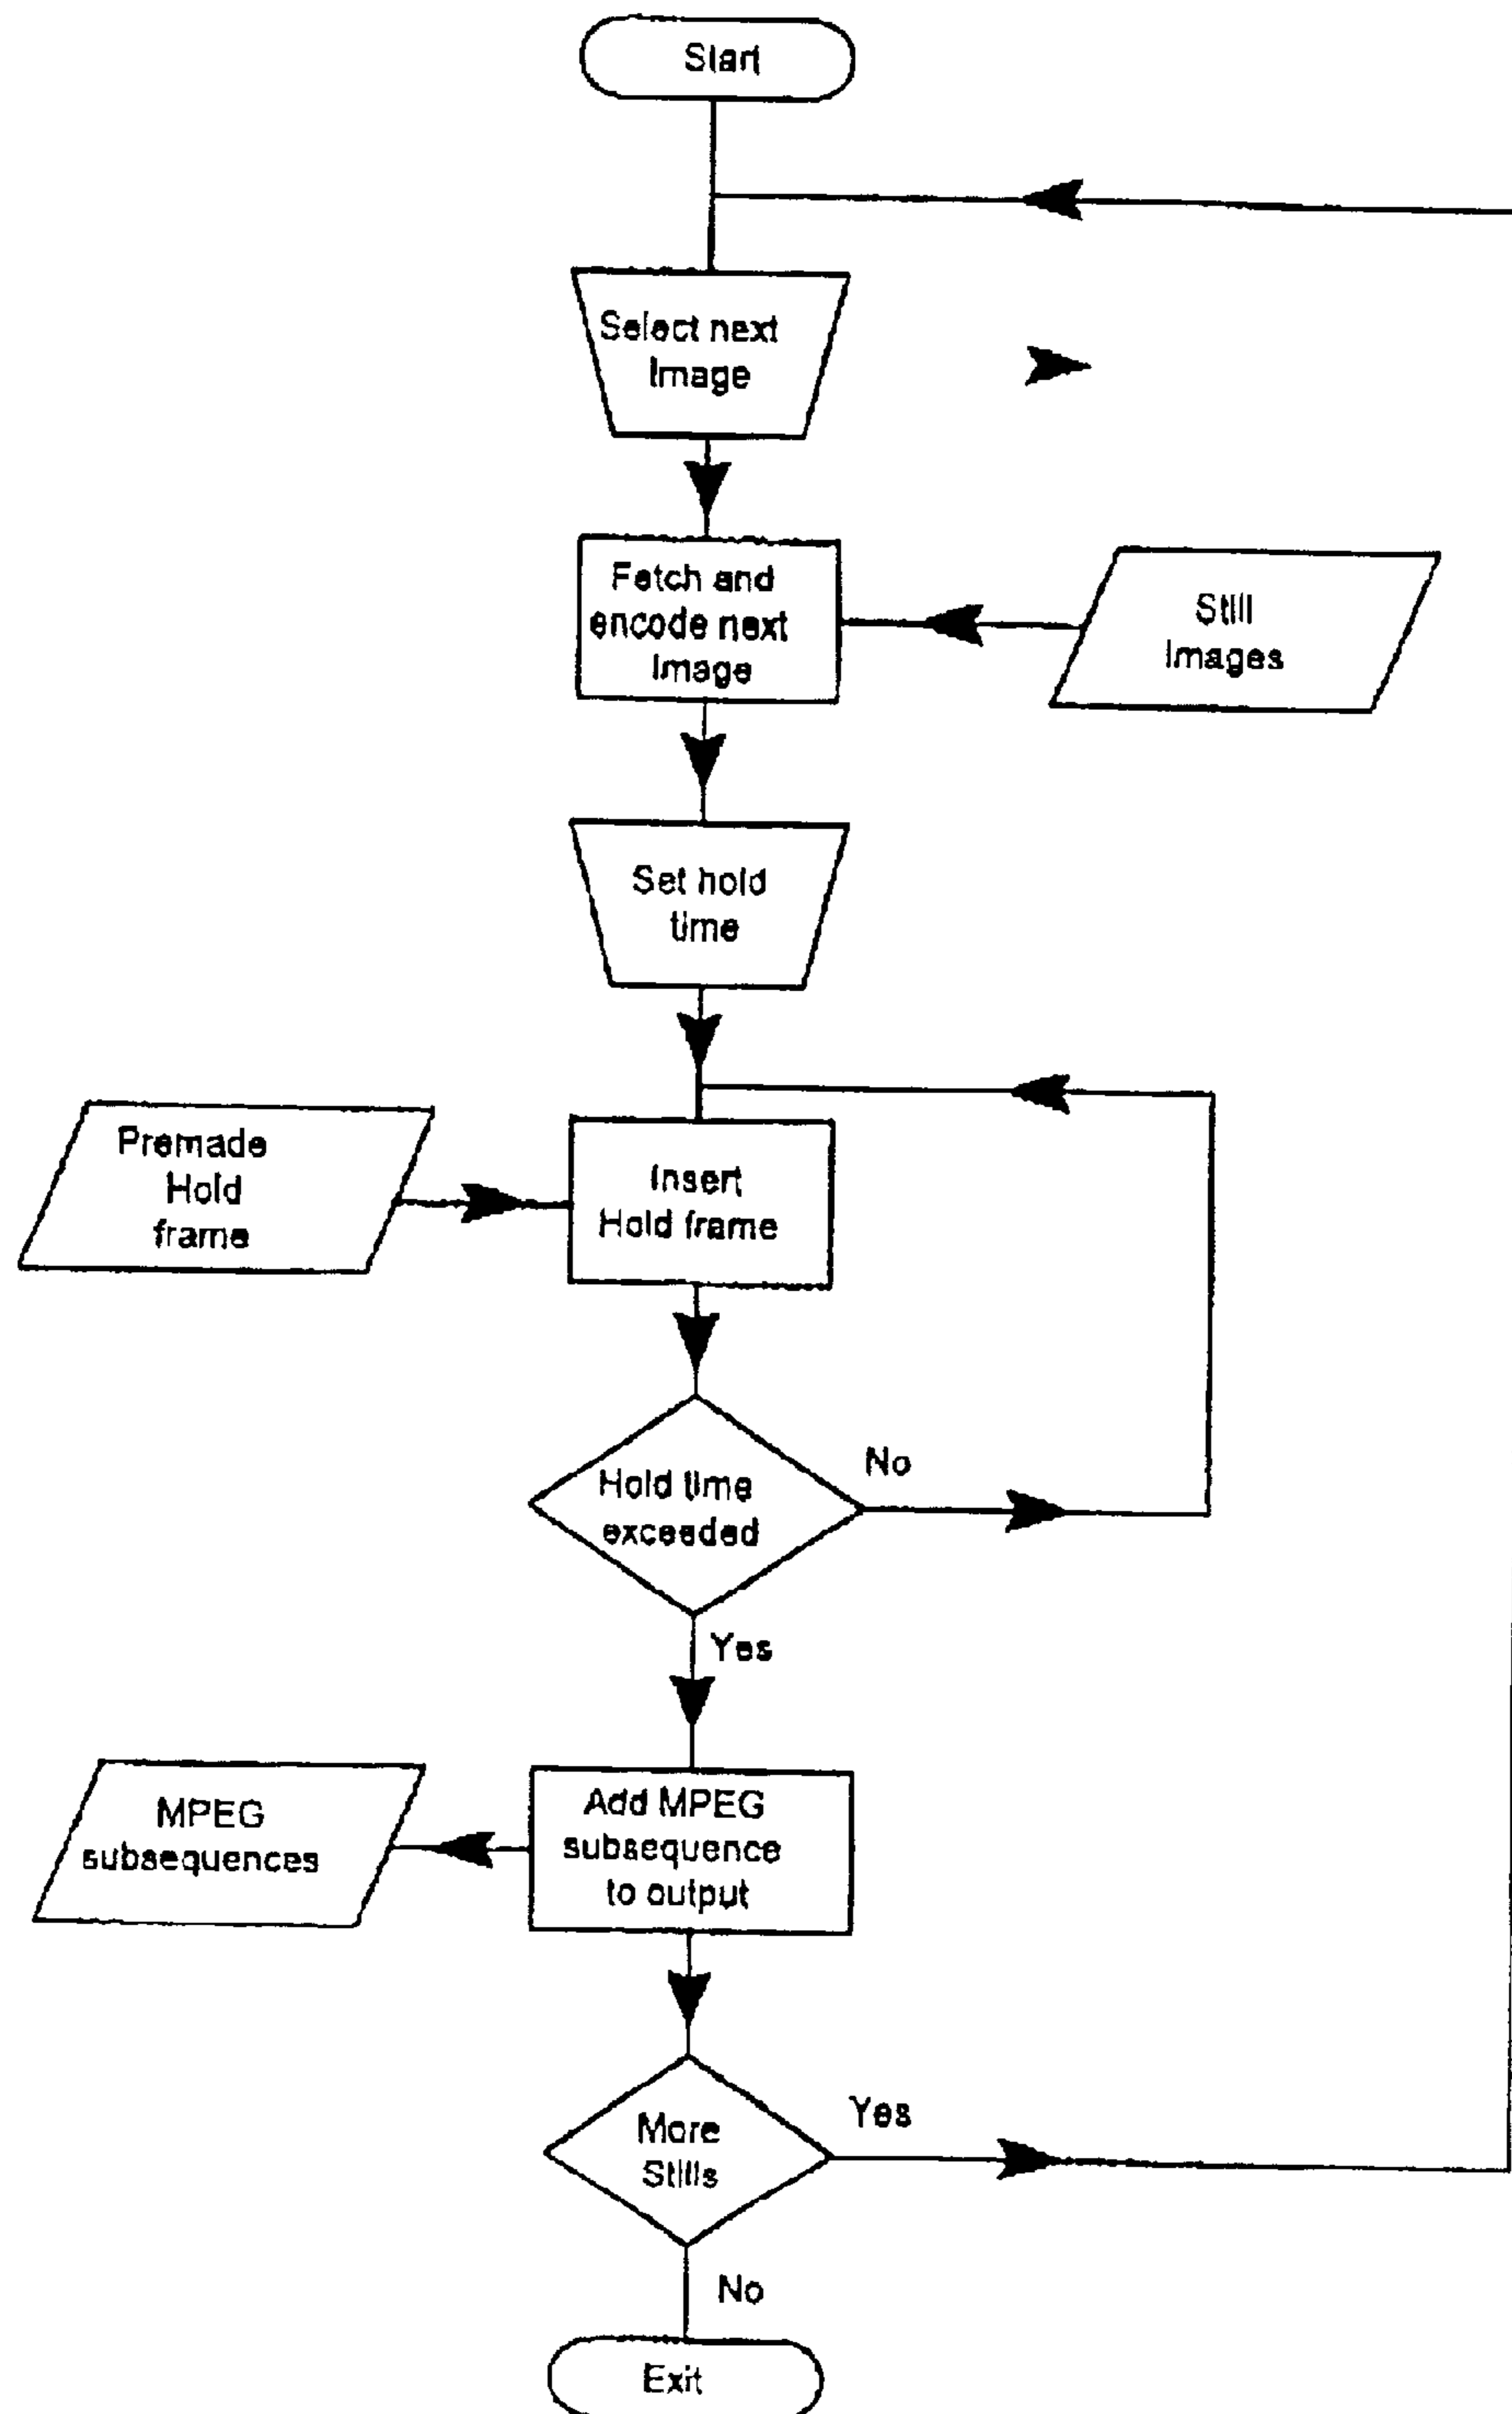 Start
Select next
Image
Fetch and
encode next
Image
Still
Images
Set hold
time
Premade
Hold
frame
Insert
Hold frame
Hold time
exceeded
No
Yes
MPEG
subsequences
Add MPEG
subsequence
to output
More
Stills
Yes
No
Exit